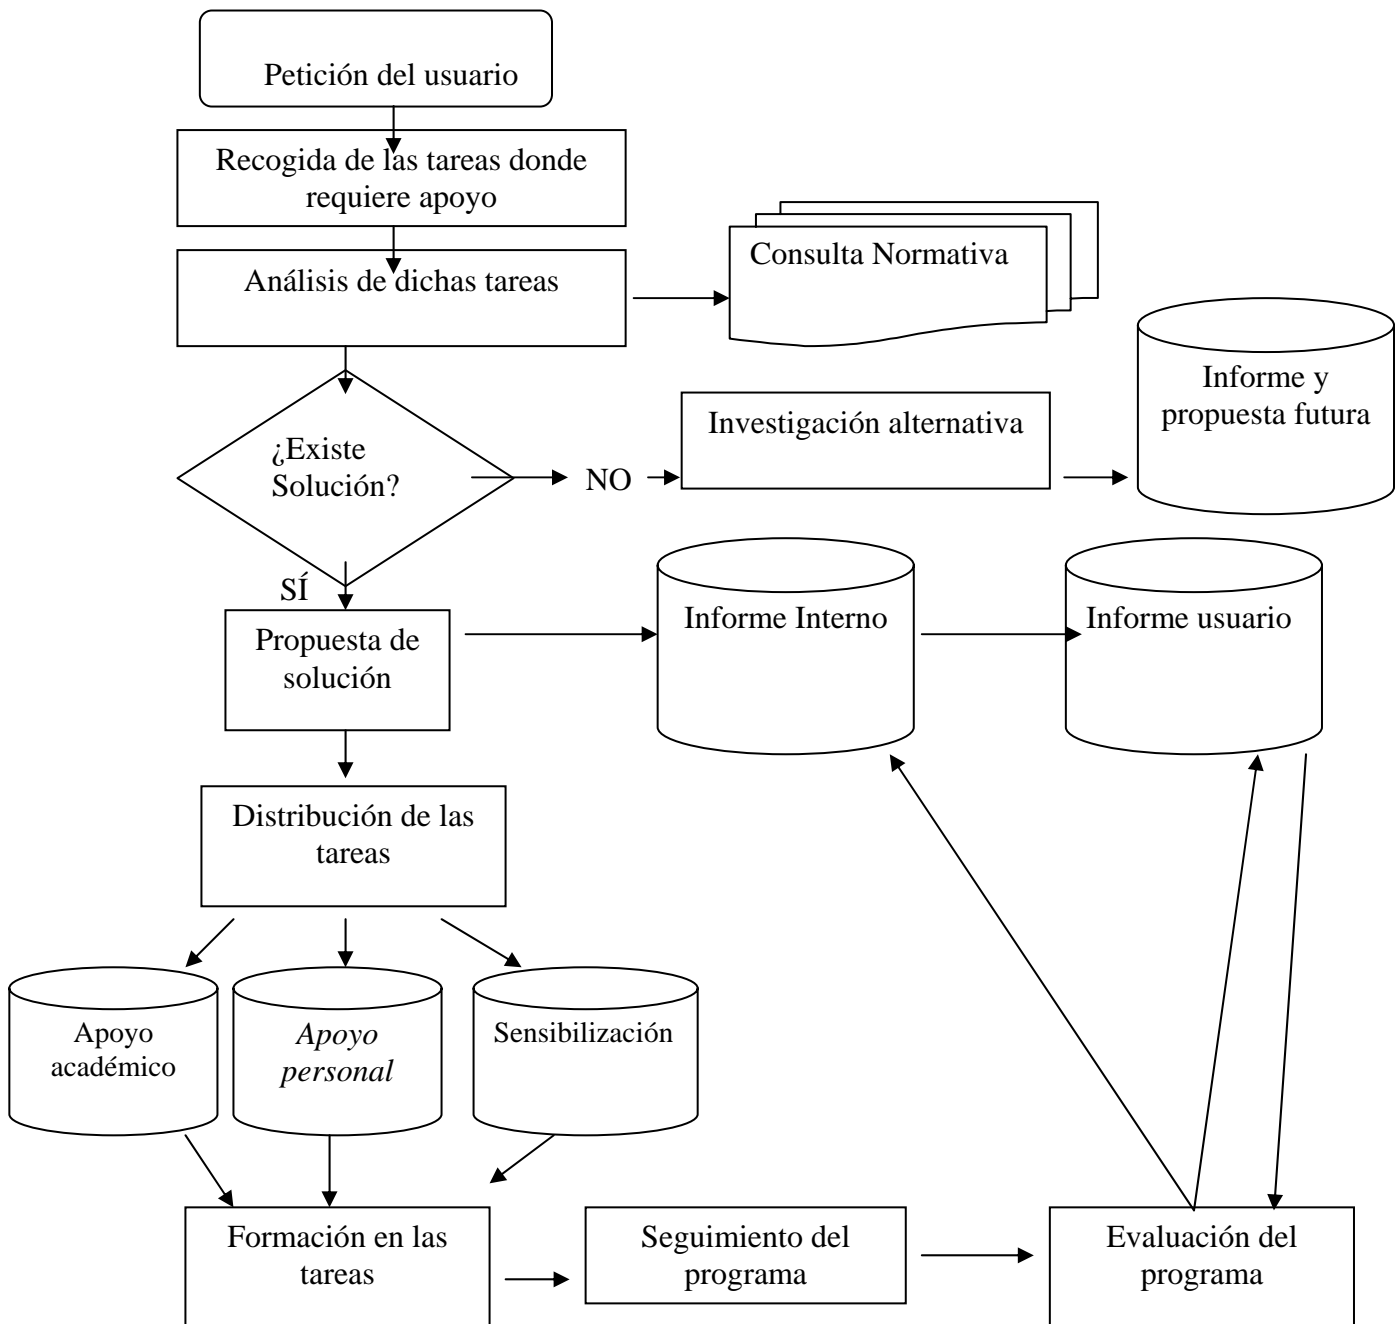 Petición del usuario
Recogida de las tareas donde
requiere apoyo
Análisis de dichas tareas
Consulta Normativa
¿Existe
Solución?
NO
Investigación alternativa
Informe y
propuesta futura
SÍ
Propuesta de
solución
Informe Interno
Informe usuario
Distribución de las
tareas
Apoyo
académico
Apoyo
personal
Sensibilización
Formación en las
tareas
Seguimiento del
programa
Evaluación del
programa